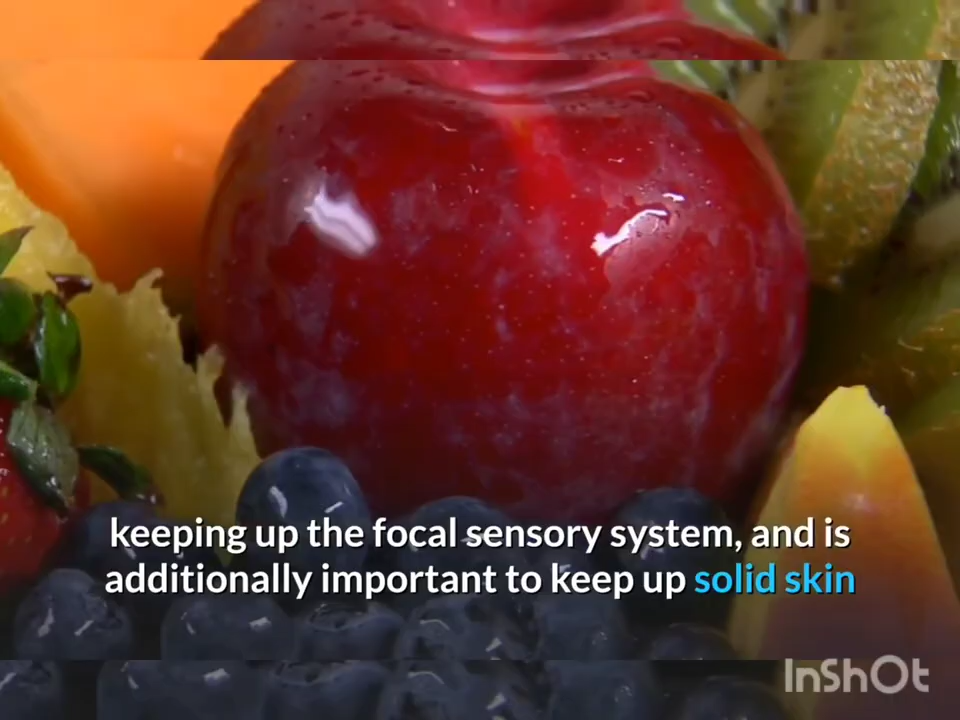 keeping up the focal sensory system, and is
additionally important to keep up solid skin
InShOt